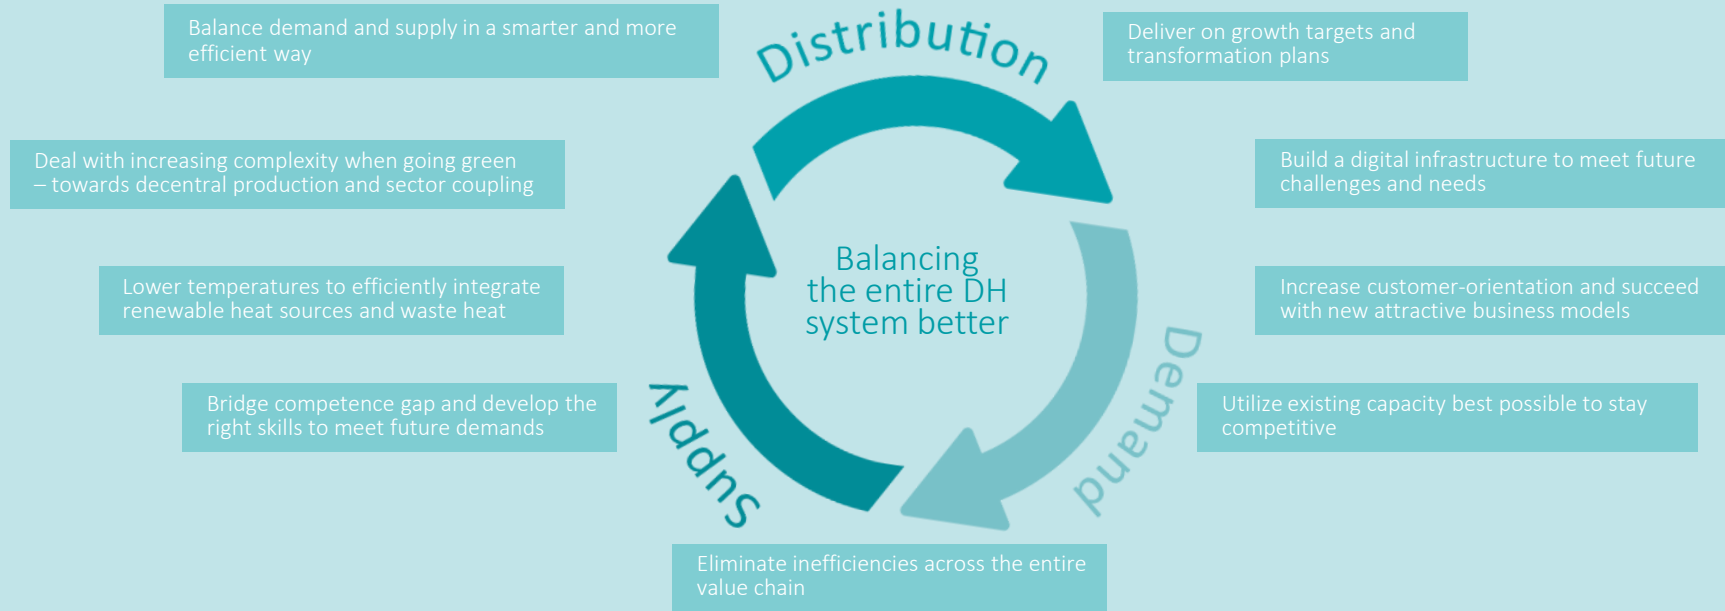 Balance demand and supply in a smarter and more
efficient way
Distribution
Deliver on growth targets and
transformation plans
Deal with increasing complexity when going green
– towards decentral production and sector coupling
Build a digital infrastructure to meet future
challenges and needs
Balancing
the entire DH
system better
Lower temperatures to efficiently integrate
renewable heat sources and waste heat
Increase customer-orientation and succeed
with new attractive business models
Demand
Supply
Bridge competence gap and develop the
right skills to meet future demands
Utilize existing capacity best possible to stay
competitive
Eliminate inefficiencies across the entire
value chain